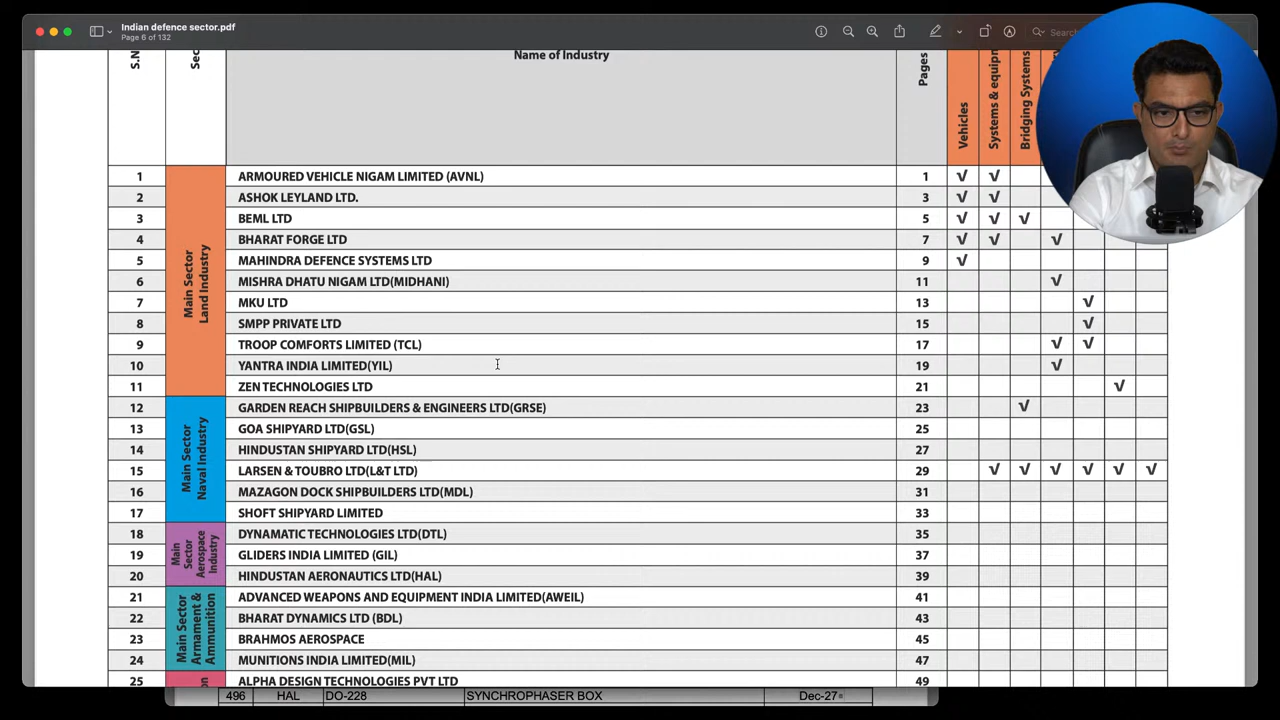 Indian defence sector.pdf
Page 6 of 132
Search
S.N
Sec
Name of Industry
Pages
Vehicles
Systems & equipm
Bridging Systems
1 ARMOURED VEHICLE NIGAM LIMITED (AVNL) 1 √ √
2 ASHOK LEYLAND LTD. 3 √ √
3 BEML LTD 5 √ √ √
4 BHARAT FORGE LTD 7 √ √ √
5 MAHINDRA DEFENCE SYSTEMS LTD 9 √
6 MISHRA DHATU NIGAM LTD(MIDHANI) 11 √
7 MKU LTD 13 √
8 SMPP PRIVATE LTD 15 √
9 TROOP COMFORTS LIMITED (TCL) 17 √ √
10 YANTRA INDIA LIMITED(YIL) 19 √
11 ZEN TECHNOLOGIES LTD 21 √
Main Sector
Land Industry
12 GARDEN REACH SHIPBUILDERS & ENGINEERS LTD(GRSE) 23 √
13 GOA SHIPYARD LTD(GSL) 25
14 HINDUSTAN SHIPYARD LTD(HSL) 27
15 LARSEN & TOUBRO LTD(L&T LTD) 29 √ √ √ √ √ √
16 MAZAGON DOCK SHIPBUILDERS LTD(MDL) 31
17 SHOFT SHIPYARD LIMITED 33
Main Sector
Naval Industry
18 DYNAMATIC TECHNOLOGIES LTD(DTL) 35
19 GLIDERS INDIA LIMITED (GIL) 37
20 HINDUSTAN AERONAUTICS LTD(HAL) 39
Main
Sector
Aerospace
Industry
21 ADVANCED WEAPONS AND EQUIPMENT INDIA LIMITED(AWEIL) 41
22 BHARAT DYNAMICS LTD (BDL) 43
23 BRAHMOS AEROSPACE 45
24 MUNITIONS INDIA LIMITED(MIL) 47
Main Sector
Armament &
Ammunition
25 ALPHA DESIGN TECHNOLOGIES PVT LTD 49
on
496 HAL DO-228 SYNCHROPHASER BOX Dec-27